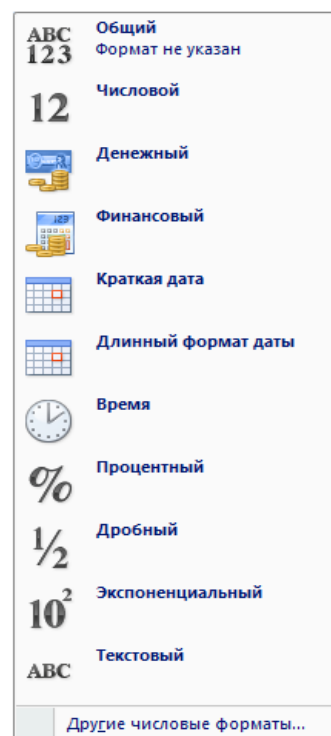 ABC
123
Общий
Формат не указан
12
Числовой
Денежный
123
Финансовый
Краткая дата
Длинный формат даты
Время
%
Процентный
½
Дробный
10²
Экспоненциальный
ABC
Текстовый
Другие числовые форматы...